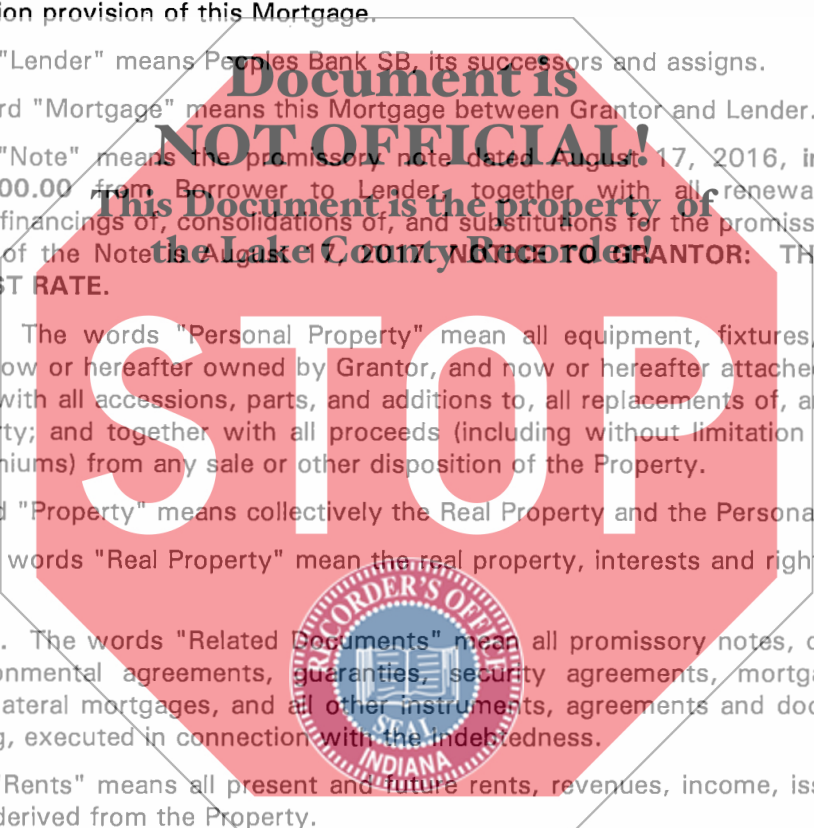 ion provision of this Mortgage.
"Lender" means Peoples Bank SB, its successors and assigns.
Document is
rd "Mortgage" means this Mortgage between Grantor and Lender.
NOT OFFICIAL!
"Note" means the promissory note dated August 17, 2016, in
00.00 from Borrower to Lender, together with all renewa
This Document is the property of
financings of, consolidations of, and substitutions for the promiss
the Lake County Recorder!
of the Note is August 17, 2017. NOTICE TO GRANTOR: TH
ST RATE.
STOP
The words "Personal Property" mean all equipment, fixtures,
ow or hereafter owned by Grantor, and now or hereafter attache
with all accessions, parts, and additions to, all replacements of, a
rty; and together with all proceeds (including without limitation
niums) from any sale or other disposition of the Property.
d "Property" means collectively the Real Property and the Persona
words "Real Property" mean the real property, interests and righ
RECORDER'S OFFICE
. The words "Related Documents" mean all promissory notes, c
onmental agreements, guaranties, security agreements, mortga
lateral mortgages, and all other instruments, agreements and doc
SEAL
g, executed in connection with the Indebtedness.
INDIANA
"Rents" means all present and future rents, revenues, income, iss
derived from the Property.